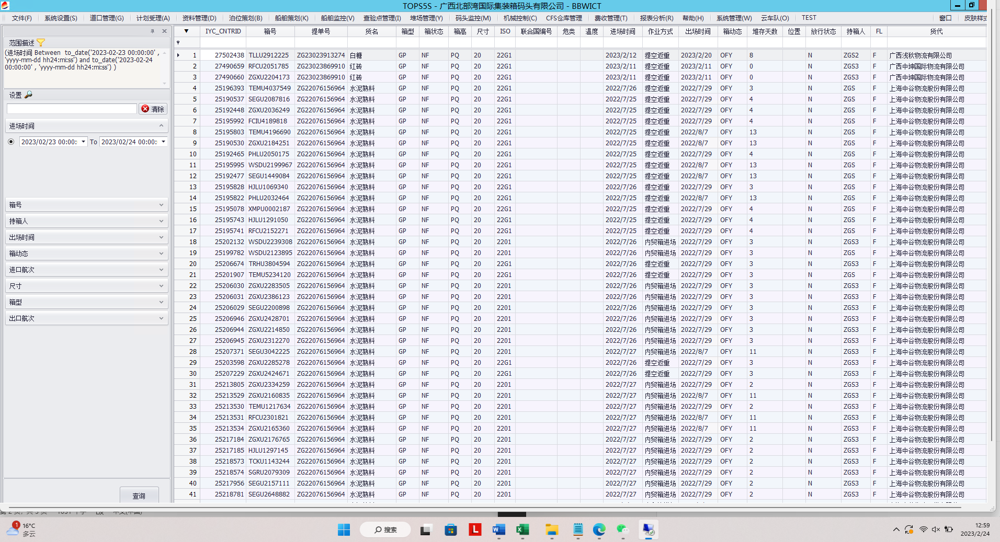 TOPS5S - 广西北部湾国际集装箱码头有限公司 - BBWICT
文件(F) 系统设置(S) 道口管理(G) 计划受理(A) 资料管理(D) 泊位策划(B) 船舶策划(K) 船舶监控(V) 查验点管理(I) 堆场管理(Y) 码头监控(M) 机械控制(C) CFS仓库管理 费收管理(T) 报表分析(R) 帮助(H) 系统管理(W) 云车队(O) TEST 窗口 皮肤样式
范围描述
(进场时间 Between to_date('2023-02-23 00:00:00' ,
'yyyy-mm-dd hh24:mi:ss') and to_date('2023-02-24
00:00:00' , 'yyyy-mm-dd hh24:mi:ss') )
设置
清除
进场时间
2023/02/23 00:00: To 2023/02/24 00:00:
箱号
持箱人
出场时间
箱动态
进口航次
尺寸
箱型
出口航次
查询
IYC_CNTRID 箱号 提单号 货名 箱型 箱状态 箱高 尺寸 ISO 联合国编号 危类 温度 进场时间 作业方式 出场时间 箱动态 堆存天数 位置 放行状态 持箱人 FL 货代
1 27502438 TLLU2912225 ZG23023913274 白糖 GP NF PQ 20 22G1 2023/2/12 提空返重 2023/2/20 OFY 8 N ZGS2 F 广西浅秋物流有限公司
2 27490659 RFCU2051785 ZG23023869910 红砖 GP NF PQ 20 22G1 2023/2/11 提空返重 2023/2/11 OFY 0 N ZGS3 F 广西中坤国际物流有限公司
3 27490660 ZGXU2204173 ZG23023869910 红砖 GP NF PQ 20 22G1 2023/2/11 提空返重 2023/2/11 OFY 0 N ZGS3 F 广西中坤国际物流有限公司
4 25196393 TEMU4037549 ZG22076156964 水泥熟料 GP NF PQ 20 22G1 2022/7/26 提空返重 2022/7/29 OFY 3 N ZGS F 上海中谷物流股份有限公司
5 25190537 SEGU2087816 ZG22076156964 水泥熟料 GP NF PQ 20 22G1 2022/7/25 提空返重 2022/7/29 OFY 4 N ZGS F 上海中谷物流股份有限公司
6 25192448 ZGXU2036249 ZG22076156964 水泥熟料 GP NF PQ 20 22G1 2022/7/25 提空返重 2022/7/29 OFY 4 N ZGS F 上海中谷物流股份有限公司
7 25195992 FCIU4189818 ZG22076156964 水泥熟料 GP NF PQ 20 22G1 2022/7/25 提空返重 2022/7/29 OFY 4 N ZGS F 上海中谷物流股份有限公司
8 25195803 TEMU4196690 ZG22076156964 水泥熟料 GP NF PQ 20 22G1 2022/7/25 提空返重 2022/8/7 OFY 13 N ZGS F 上海中谷物流股份有限公司
9 25190530 ZGXU2184251 ZG22076156964 水泥熟料 GP NF PQ 20 22G1 2022/7/25 提空返重 2022/8/7 OFY 13 N ZGS F 上海中谷物流股份有限公司
10 25192465 PHLU2050175 ZG22076156964 水泥熟料 GP NF PQ 20 22G1 2022/7/25 提空返重 2022/7/29 OFY 4 N ZGS F 上海中谷物流股份有限公司
11 25195995 WSDU2199967 ZG22076156964 水泥熟料 GP NF PQ 20 22G1 2022/7/25 提空返重 2022/8/7 OFY 13 N ZGS F 上海中谷物流股份有限公司
12 25192477 SEGU1449084 ZG22076156964 水泥熟料 GP NF PQ 20 22G1 2022/7/25 提空返重 2022/8/7 OFY 13 N ZGS F 上海中谷物流股份有限公司
13 25195828 HJLU1069340 ZG22076156964 水泥熟料 GP NF PQ 20 22G1 2022/7/26 提空返重 2022/7/29 OFY 3 N ZGS F 上海中谷物流股份有限公司
14 25195822 PHLU2032464 ZG22076156964 水泥熟料 GP NF PQ 20 22G1 2022/7/25 提空返重 2022/8/7 OFY 13 N ZGS F 上海中谷物流股份有限公司
15 25195078 XMPU0002187 ZG22076156964 水泥熟料 GP NF PQ 20 22G1 2022/7/25 提空返重 2022/7/29 OFY 4 N ZGS F 上海中谷物流股份有限公司
16 25195743 HJLU1291050 ZG22076156964 水泥熟料 GP NF PQ 20 22G1 2022/7/25 提空返重 2022/7/29 OFY 4 N ZGS F 上海中谷物流股份有限公司
17 25195741 RFCU2152271 ZG22076156964 水泥熟料 GP NF PQ 20 22G1 2022/7/25 提空返重 2022/7/29 OFY 4 N ZGS F 上海中谷物流股份有限公司
18 25202132 WSDU2239308 ZG22076156964 水泥熟料 GP NF PQ 20 2201 2022/7/26 内贸箱进场 2022/7/29 OFY 3 N ZGS3 F 上海中谷物流股份有限公司
19 25199782 WSDU2123895 ZG22076156964 水泥熟料 GP NF PQ 20 2201 2022/7/26 内贸箱进场 2022/7/29 OFY 3 N ZGS F 上海中谷物流股份有限公司
20 25206674 TRHU3804594 ZG22076156964 水泥熟料 GP NF PQ 20 22G1 2022/7/26 提空返重 2022/7/29 OFY 3 N ZGS3 F 上海中谷物流股份有限公司
21 25201907 TEMU5234120 ZG22076156964 水泥熟料 GP NF PQ 20 22G1 2022/7/26 提空返重 2022/7/29 OFY 3 N ZGS F 上海中谷物流股份有限公司
22 25206030 ZGXU2283505 ZG22076156964 水泥熟料 GP NF PQ 20 2201 2022/7/26 内贸箱进场 2022/7/29 OFY 3 N ZGS3 F 上海中谷物流股份有限公司
23 25206031 ZGXU2386123 ZG22076156964 水泥熟料 GP NF PQ 20 2201 2022/7/26 内贸箱进场 2022/7/29 OFY 3 N ZGS3 F 上海中谷物流股份有限公司
24 25206029 SEGU2200898 ZG22076156964 水泥熟料 GP NF PQ 20 2201 2022/7/26 内贸箱进场 2022/7/29 OFY 3 N ZGS3 F 上海中谷物流股份有限公司
25 25206946 ZGXU2428701 ZG22076156964 水泥熟料 GP NF PQ 20 2201 2022/7/26 内贸箱进场 2022/7/29 OFY 3 N ZGS3 F 上海中谷物流股份有限公司
26 25206944 ZGXU2214850 ZG22076156964 水泥熟料 GP NF PQ 20 2201 2022/7/26 内贸箱进场 2022/7/29 OFY 3 N ZGS3 F 上海中谷物流股份有限公司
27 25206945 ZGXU2312270 ZG22076156964 水泥熟料 GP NF PQ 20 2201 2022/7/26 内贸箱进场 2022/7/29 OFY 3 N ZGS3 F 上海中谷物流股份有限公司
28 25207371 SEGU3042225 ZG22076156964 水泥熟料 GP NF PQ 20 2201 2022/7/27 内贸箱进场 2022/8/7 OFY 11 N ZGS3 F 上海中谷物流股份有限公司
29 25203598 ZGXU2285278 ZG22076156964 水泥熟料 GP NF PQ 20 22G1 2022/7/26 提空返重 2022/7/29 OFY 3 N ZGS3 F 上海中谷物流股份有限公司
30 25207229 ZGXU2424671 ZG22076156964 水泥熟料 GP NF PQ 20 22G1 2022/7/26 提空返重 2022/7/29 OFY 3 N ZGS3 F 上海中谷物流股份有限公司
31 25213805 ZGXU2334259 ZG22076156964 水泥熟料 GP NF PQ 20 2201 2022/7/27 内贸箱进场 2022/7/29 OFY 2 N ZGS3 F 上海中谷物流股份有限公司
32 25213529 ZGXU2160835 ZG22076156964 水泥熟料 GP NF PQ 20 2201 2022/7/27 内贸箱进场 2022/8/7 OFY 11 N ZGS3 F 上海中谷物流股份有限公司
33 25213530 TEMU1217634 ZG22076156964 水泥熟料 GP NF PQ 20 2201 2022/7/27 内贸箱进场 2022/7/29 OFY 2 N ZGS3 F 上海中谷物流股份有限公司
34 25213531 RFCU2301821 ZG22076156964 水泥熟料 GP NF PQ 20 2201 2022/7/27 内贸箱进场 2022/8/7 OFY 11 N ZGS3 F 上海中谷物流股份有限公司
35 25213534 ZGXU2165360 ZG22076156964 水泥熟料 GP NF PQ 20 2201 2022/7/27 内贸箱进场 2022/8/7 OFY 11 N ZGS3 F 上海中谷物流股份有限公司
36 25217184 ZGXU2176765 ZG22076156964 水泥熟料 GP NF PQ 20 2201 2022/7/27 内贸箱进场 2022/7/29 OFY 2 N ZGS3 F 上海中谷物流股份有限公司
37 25217185 HJLU1297145 ZG22076156964 水泥熟料 GP NF PQ 20 2201 2022/7/27 内贸箱进场 2022/7/29 OFY 2 N ZGS3 F 上海中谷物流股份有限公司
38 25218573 TCKU1143244 ZG22076156964 水泥熟料 GP NF PQ 20 2201 2022/7/27 内贸箱进场 2022/7/29 OFY 2 N ZGS3 F 上海中谷物流股份有限公司
39 25218574 SGRU2079309 ZG22076156964 水泥熟料 GP NF PQ 20 2201 2022/7/27 内贸箱进场 2022/7/29 OFY 2 N ZGS3 F 上海中谷物流股份有限公司
40 25217956 SEGU2157111 ZG22076156964 水泥熟料 GP NF PQ 20 2201 2022/7/27 内贸箱进场 2022/7/29 OFY 2 N ZGS3 F 上海中谷物流股份有限公司
41 25218781 SEGU2648882 ZG22076156964 水泥熟料 GP NF PQ 20 2201 2022/7/27 内贸箱进场 2022/7/29 OFY 2 N ZGS3 F 上海中谷物流股份有限公司
1
16°C
多云
搜索
L
12:59
2023/2/24